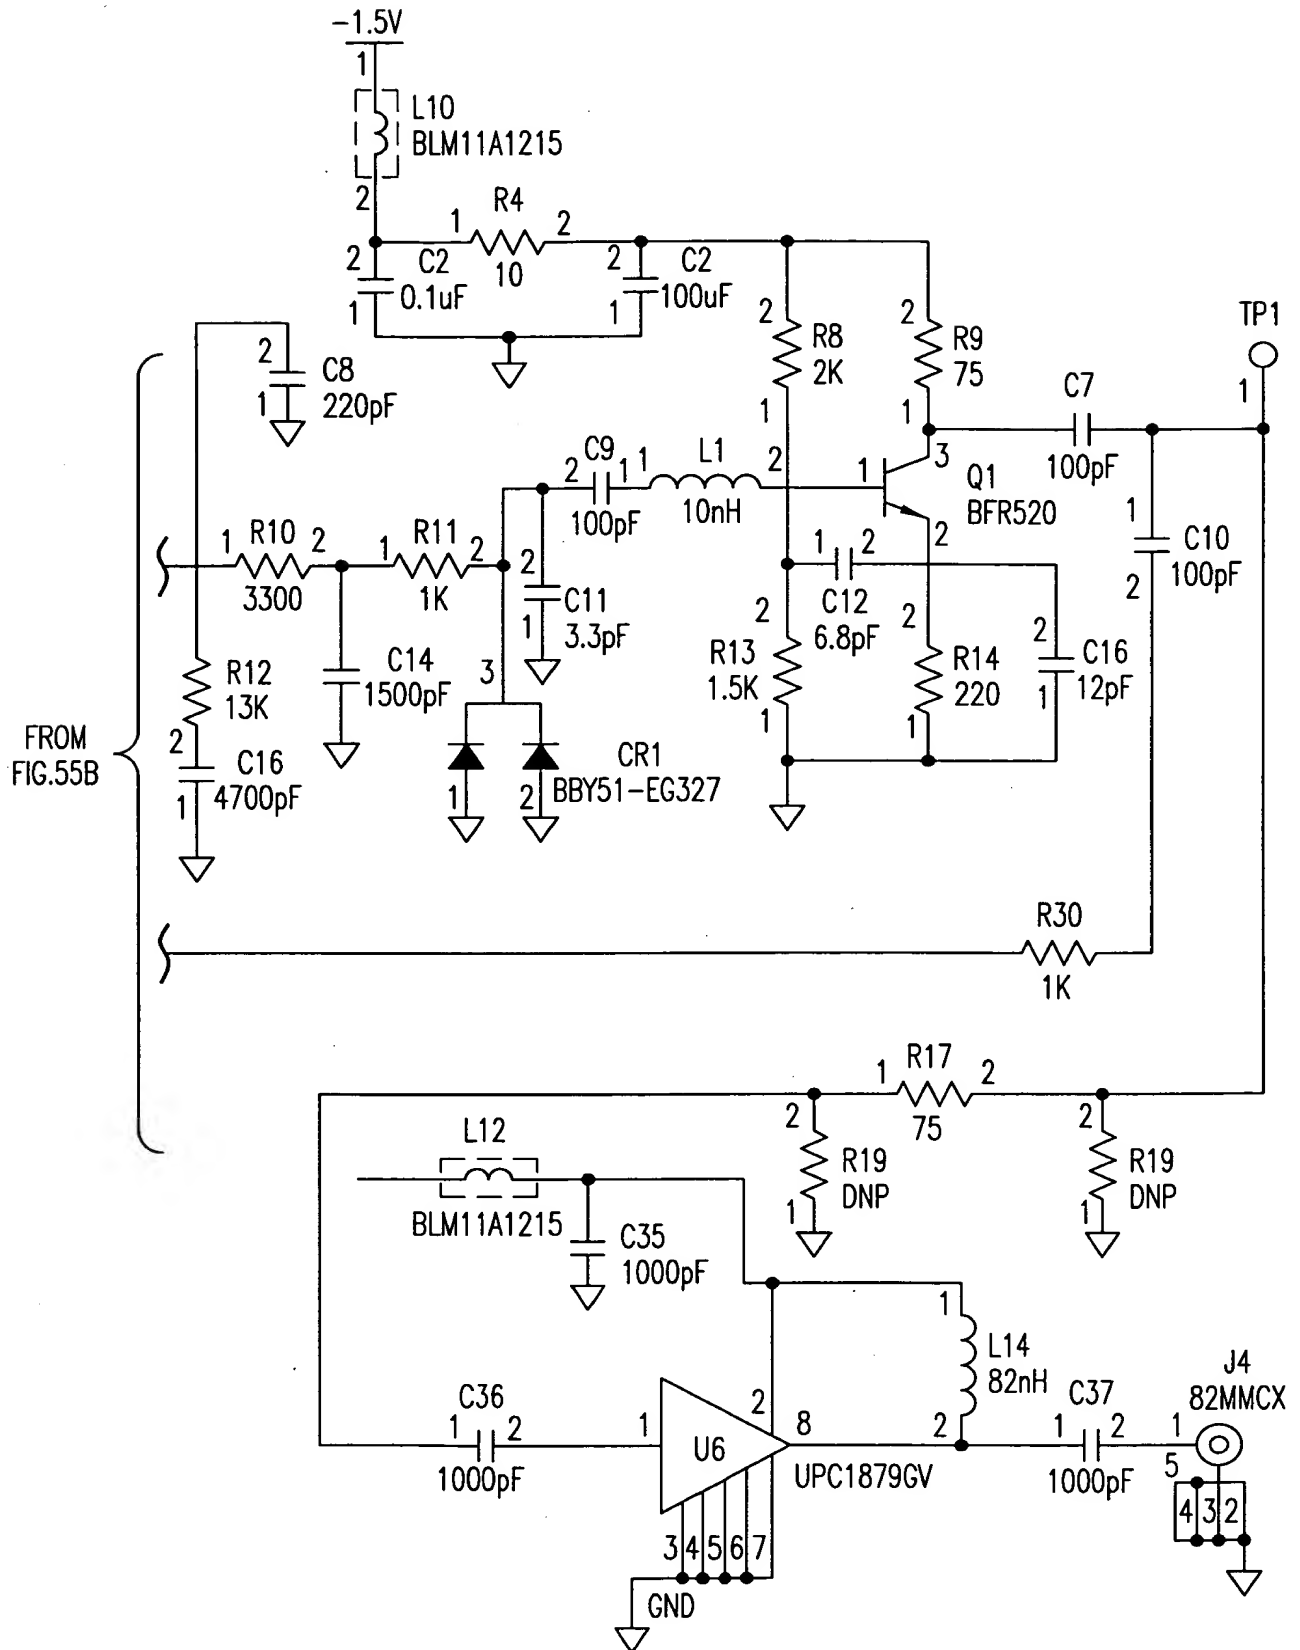 -1.5V
1
L10
BLM11A1215
2
1 R4 2
10
2 C2
0.1uF
1
2 C2
100uF
1
2 R8
2K
1
2 R9
75
1
TP1
1
C7
100pF
2 C8
220pF
1
2 C9 1
100pF
1 L1 2
10nH
1 3
Q1
BFR520
2
1
C10
100pF
2
1 R10 2
3300
1 R11 2
1K
2
C11
3.3pF
1
1 2
C12
6.8pF
2
R13
1.5K
1
2
R14
220
1
2
C16
12pF
1
R12
13K
C14
1500pF
3
FROM
FIG.55B
2
C16
4700pF
1
CR1
BBY51-EG327
1 2
R30
1K
1 R17 2
75
2
R19
DNP
1
2
R19
DNP
1
L12
BLM11A1215
C35
1000pF
1
L14
82nH
2
C36
1 2
1000pF
1
U6
2
8
UPC1879GV
C37
1 2
1000pF
J4
82MMCX
1
5
4 3 2
3 4 5 6 7
GND